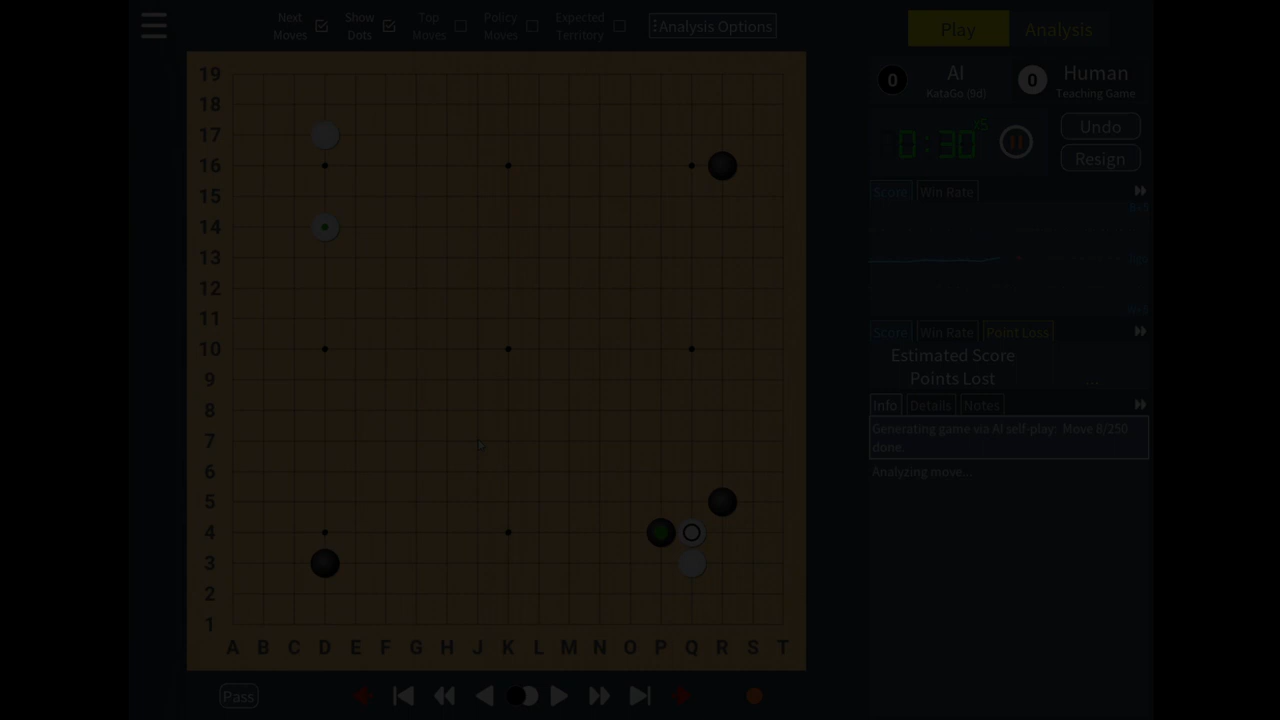 Next Moves
Show Dots
Top Moves
Policy Moves
Expected Territory
Analysis Options
Play
Analysis
0
AI
KataGo (9d)
0
Human
Teaching Game
0:30
x5
Undo
Resign
Score
Win Rate
Score
Win Rate
Point Loss
Estimated Score
Points Lost
...
Info
Details
Notes
Generating game via AI self-play: Move 8/250
done.
Analyzing move...
19
18
17
16
15
14
13
12
11
10
9
8
7
6
5
4
3
2
1
A B C D E F G H J K L M N O P Q R S T
Pass